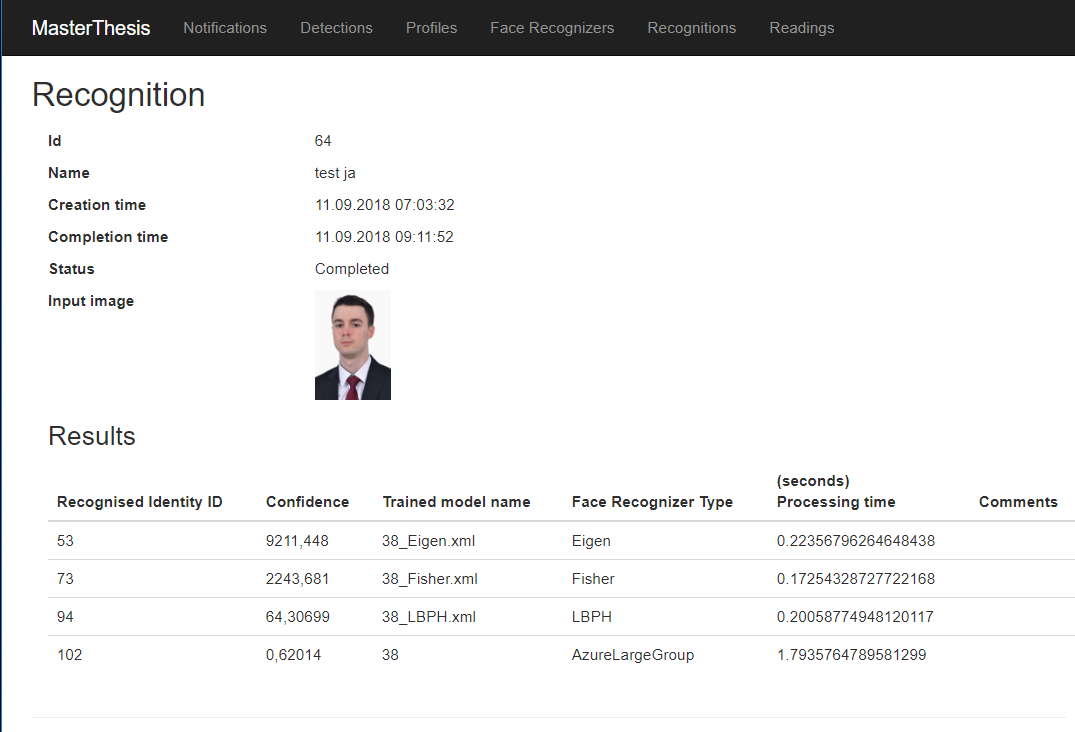 MasterThesis Notifications Detections Profiles Face Recognizers Recognitions Readings
Recognition
Id 64
Name test ja
Creation time 11.09.2018 07:03:32
Completion time 11.09.2018 09:11:52
Status Completed
Input image
Results
(seconds)
Recognised Identity ID Confidence Trained model name Face Recognizer Type Processing time Comments
53 9211,448 38_Eigen.xml Eigen 0.22356796264648438
73 2243,681 38_Fisher.xml Fisher 0.17254328727722168
94 64,30699 38_LBPH.xml LBPH 0.20058774948120117
102 0,62014 38 AzureLargeGroup 1.7935764789581299